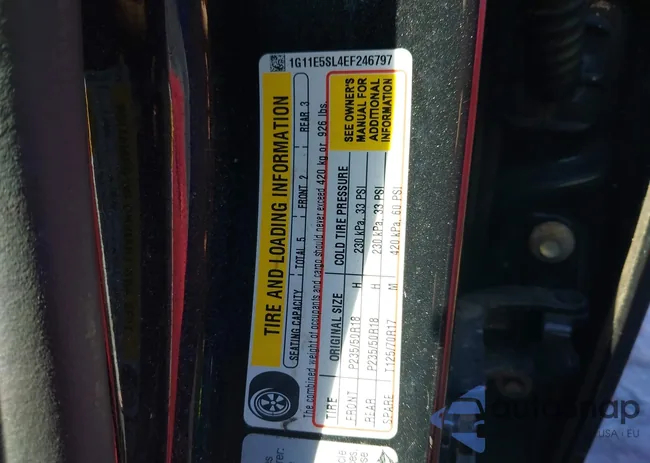 1G11E5SL4EF246797
TIRE AND LOADING INFORMATION
SEATING CAPACITY TOTAL 5 FRONT 2 REAR 3
The combined weight of occupants and cargo should never exceed 420 kg or 926 lbs.
TIRE ORIGINAL SIZE COLD TIRE PRESSURE
FRONT P235/50R18 H 230 kPa, 33 PSI
REAR P235/50R18 H 230 kPa, 33 PSI
SPARE T125/70R17 M 420 kPa, 60 PSI
SEE OWNER'S
MANUAL FOR
ADDITIONAL
INFORMATION
USA EU